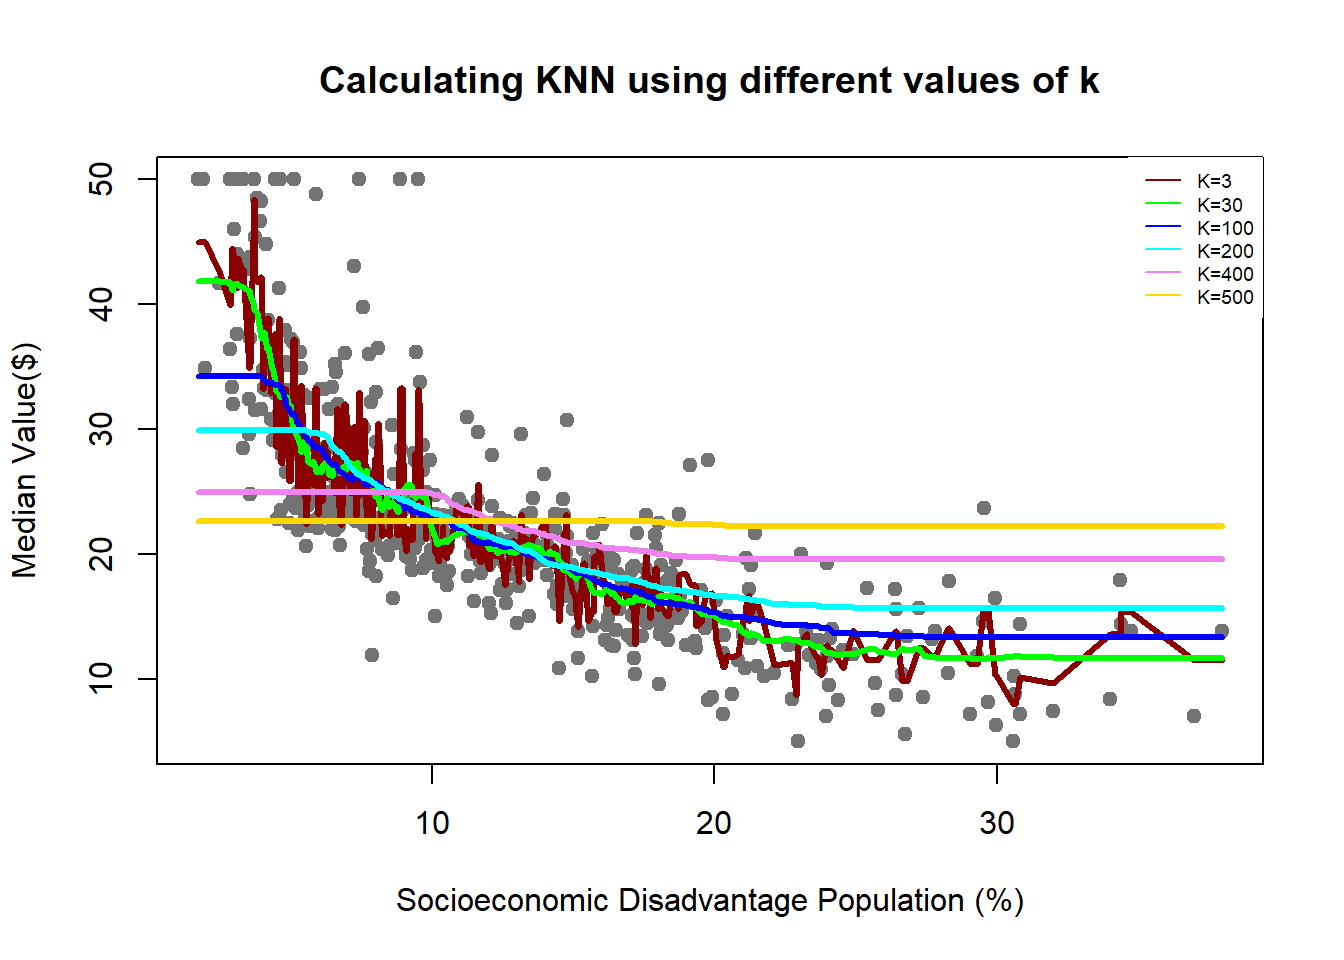 Calculating KNN using different values of k
Median Value($)
50
40
30
20
10
K=3
K=30
K=100
K=200
K=400
K=500
10 20 30
Socioeconomic Disadvantage Population (%)